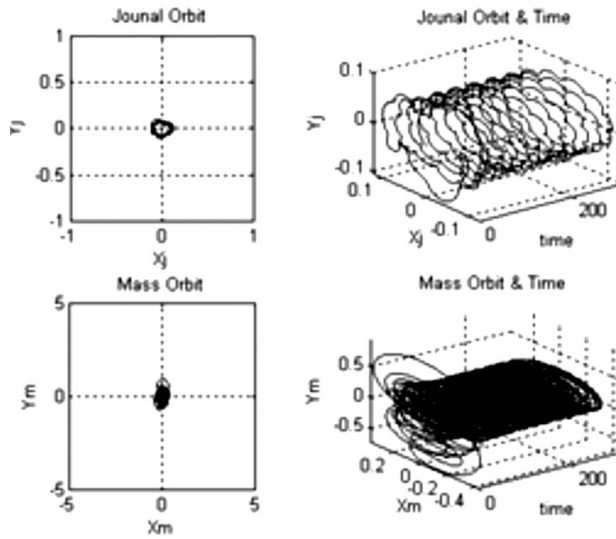 Jounal Orbit
1
0.5
0
-0.5
-1
-1
0
1
Yj
Xj
Jounal Orbit & Time
0.1
0
-0.1
Yj
0.1
0
-0.1
Xj
0
200
time
Mass Orbit
5
0
-5
-5
0
5
Ym
Xm
Mass Orbit & Time
0.5
0
-0.5
Ym
0.2
0
-0.2
-0.4
Xm
0
200
time